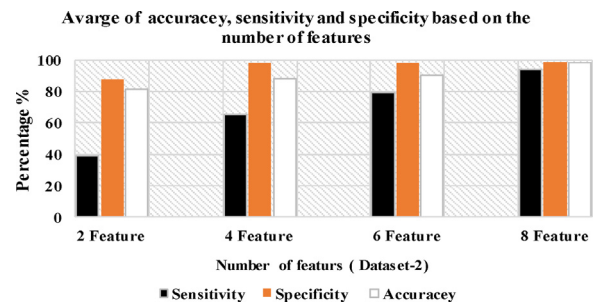 Avarge of accuracey, sensitivity and specificity based on the
number of features
100
80
60
40
20
0
Percentage %
2 Feature
4 Feature
6 Feature
8 Feature
Number of featurs ( Dataset-2)
Sensitivity
Specificity
Accuracey